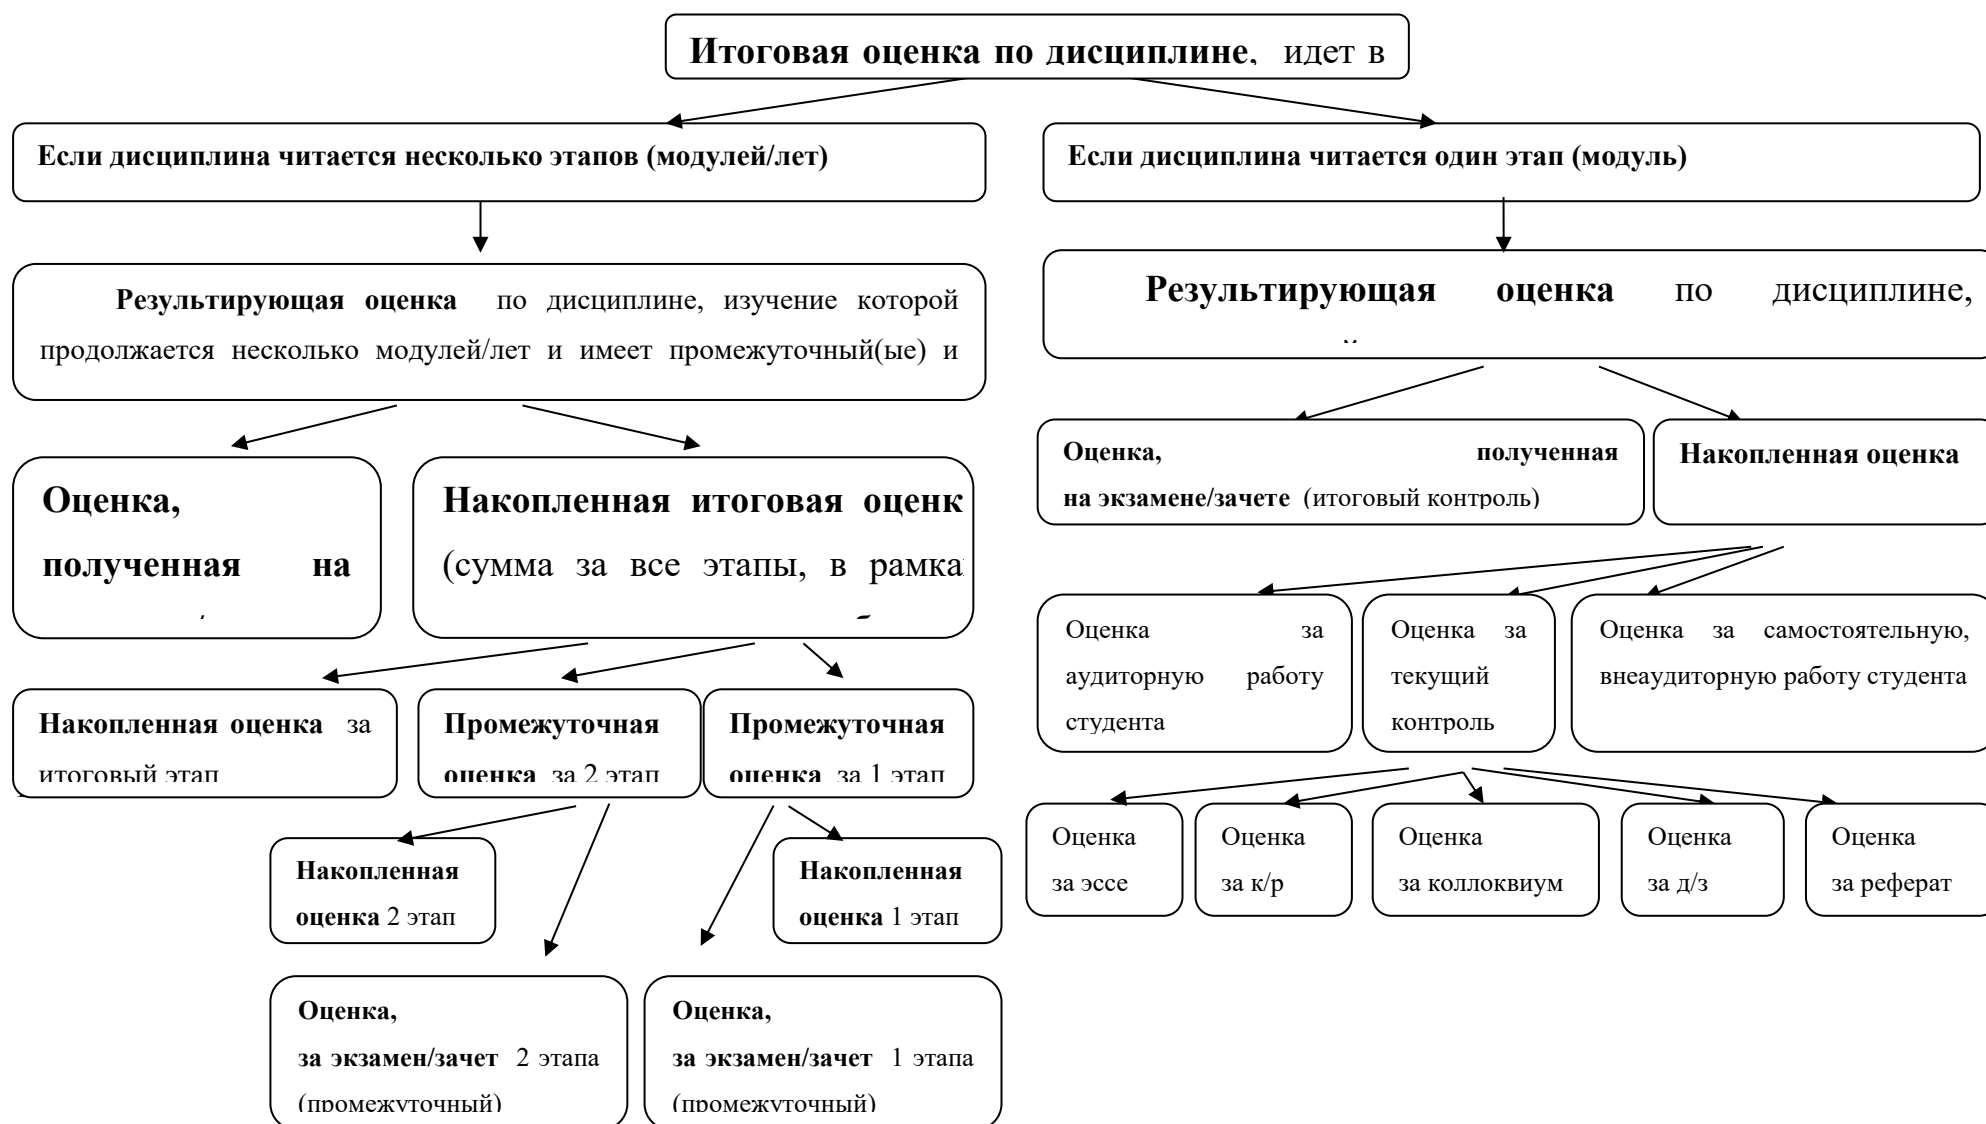 Итоговая оценка по дисциплине, идет в
Если дисциплина читается несколько этапов (модулей/лет)
Если дисциплина читается один этап (модуль)
Результирующая оценка по дисциплине, изучение которой
продолжается несколько модулей/лет и имеет промежуточный(ые) и
Результирующая оценка по дисциплине,
Оценка, полученная
на экзамене/зачете (итоговый контроль)
Накопленная оценка
Оценка,
полученная на
Накопленная итоговая оценк
(сумма за все этапы, в рамка
Оценка за
аудиторную работу
студента
Оценка за
текущий
контроль
Оценка за самостоятельную,
внеаудиторную работу студента
Накопленная оценка за
итоговый этап
Промежуточная
оценка за 2 этап
Промежуточная
оценка за 1 этап
Оценка
за эссе
Оценка
за к/р
Оценка
за коллоквиум
Оценка
за д/з
Оценка
за реферат
Накопленная
оценка 2 этап
Накопленная
оценка 1 этап
Оценка,
за экзамен/зачет 2 этапа
(промежуточный)
Оценка,
за экзамен/зачет 1 этапа
(промежуточный)